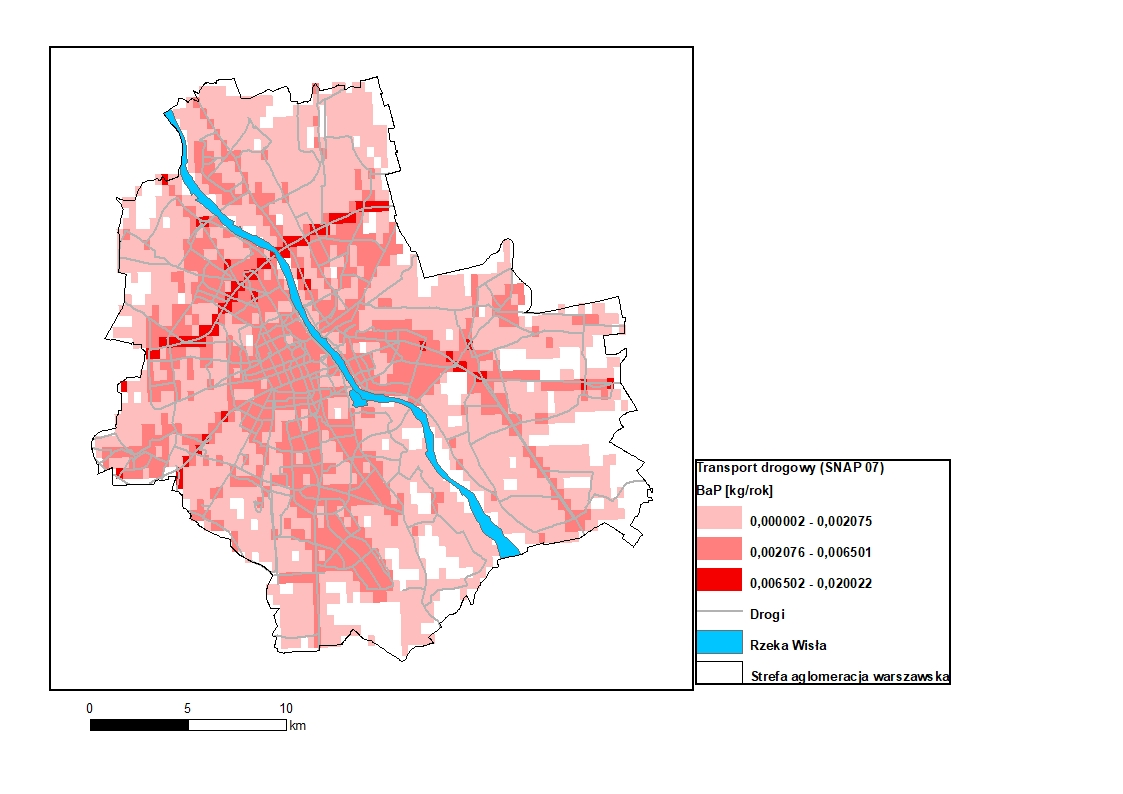 Transport drogowy (SNAP 07)
BaP [kg/rok]
0,000002 - 0,002075
0,002076 - 0,006501
0,006502 - 0,020022
Drogi
Rzeka Wisła
Strefa aglomeracja warszawska
0 5 10
km